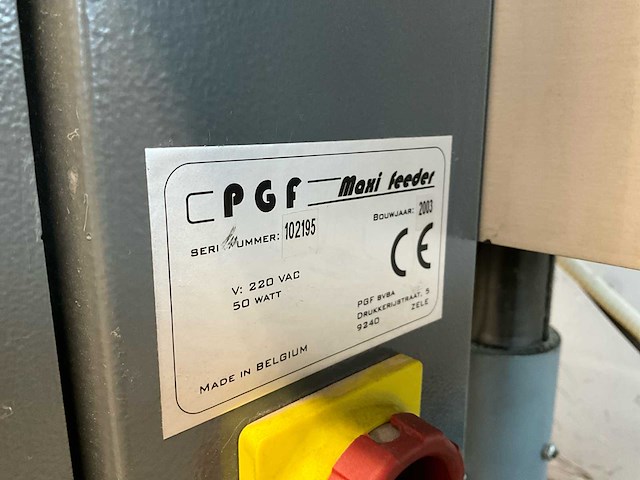 PGF Maxi feeder
SERIENUMMER: 102195 BOUWJAAR: 2003
CE
V: 220 VAC
50 WATT
PGF BVBA
DRUKKERIJSTRAAT, 5
9240 ZELE
MADE IN BELGIUM